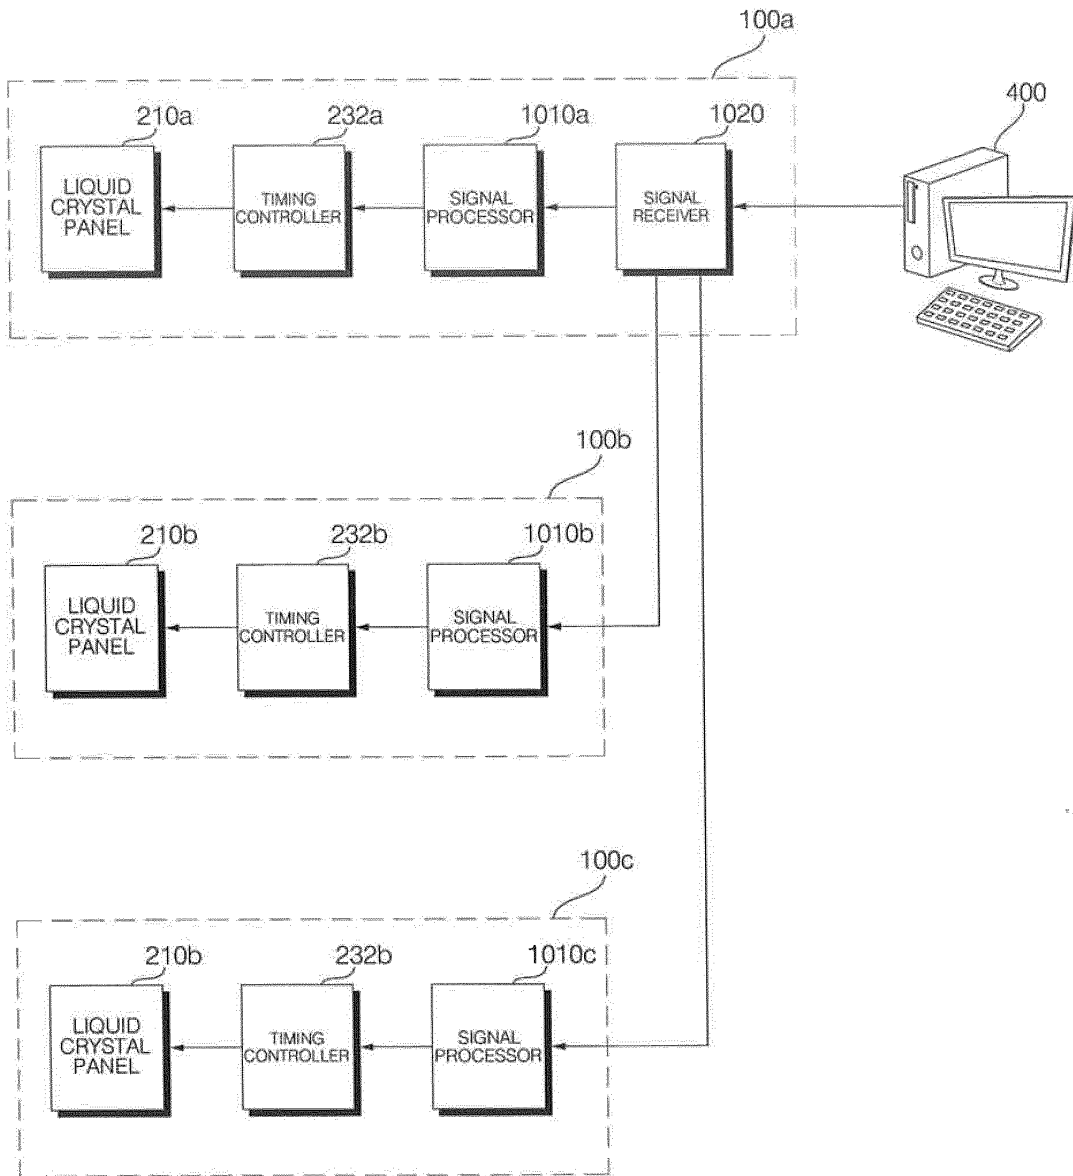 100a
210a
232a
1010a
1020
400
LIQUID
CRYSTAL
PANEL
TIMING
CONTROLLER
SIGNAL
PROCESSOR
SIGNAL
RECEIVER
100b
210b
232b
1010b
LIQUID
CRYSTAL
PANEL
TIMING
CONTROLLER
SIGNAL
PROCESSOR
100c
210b
232b
1010c
LIQUID
CRYSTAL
PANEL
TIMING
CONTROLLER
SIGNAL
PROCESSOR